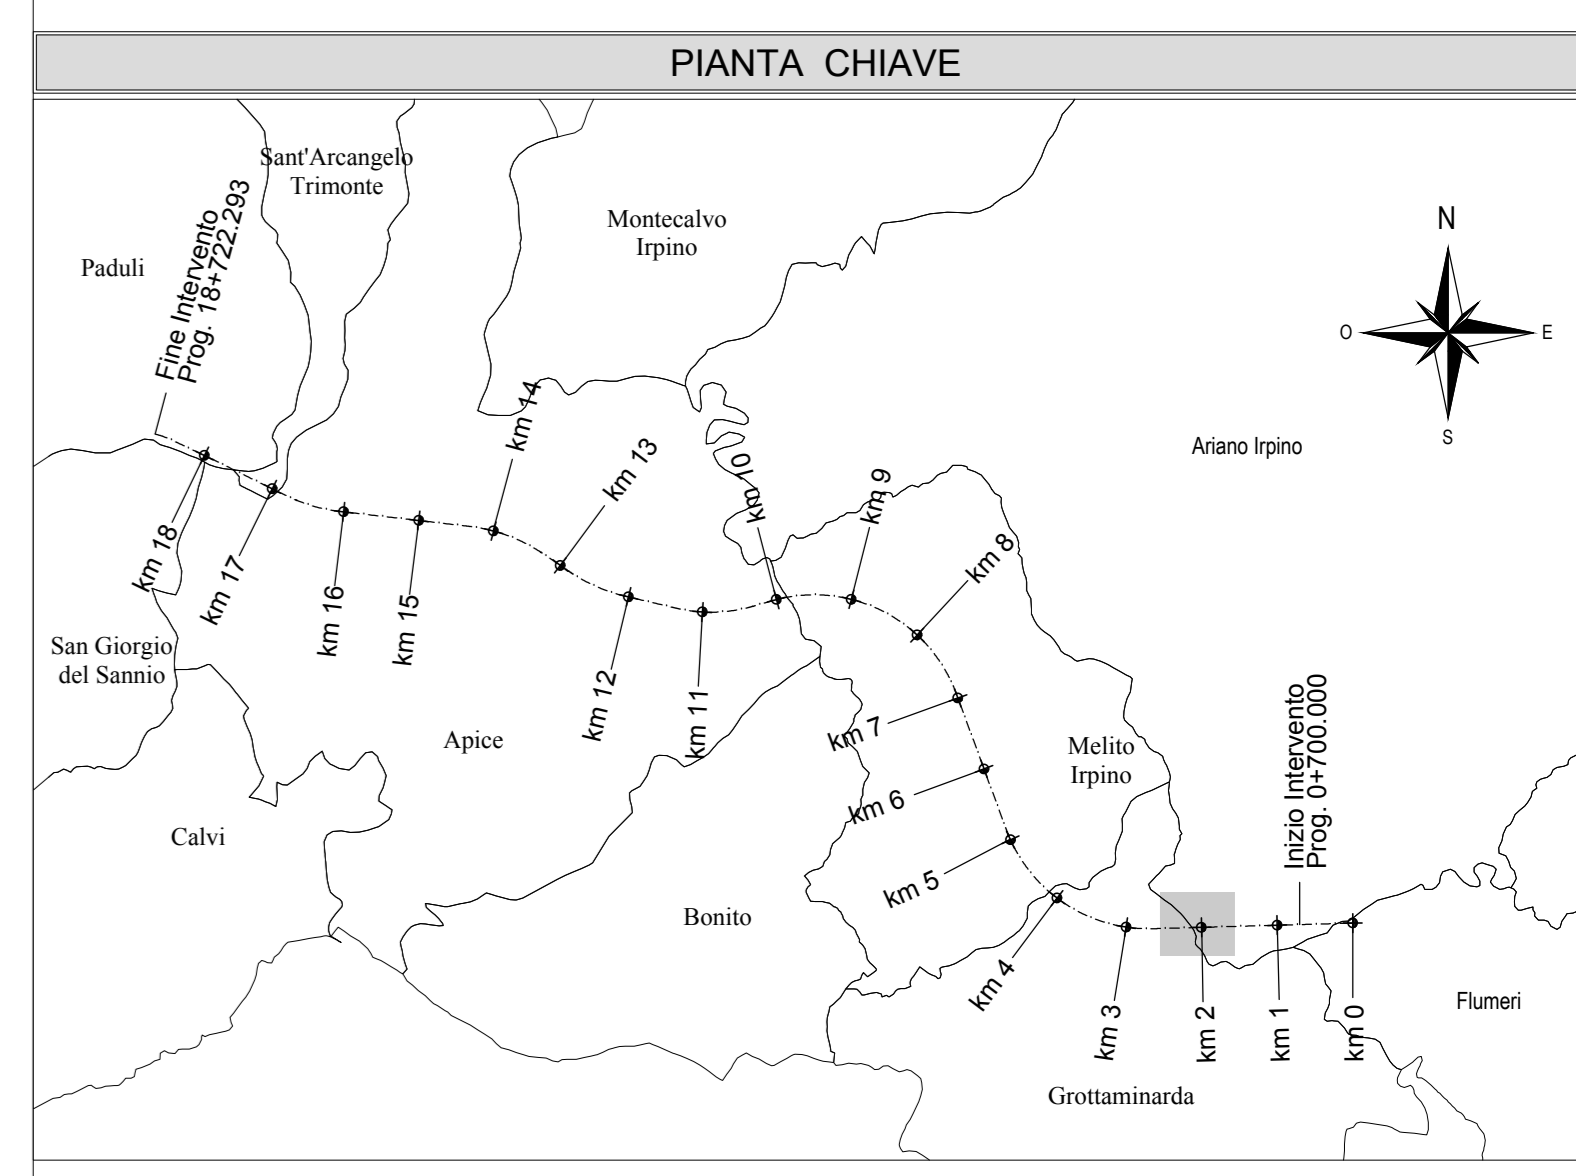 PIANTA CHIAVE
Sant'Arcangelo
Trimonte
Montecalvo
Irpino
Paduli
Fine Intervento
Prog. 18+722.293
N
O
E
S
Ariano Irpino
km 14
km 13
km 10
km 9
km 8
km 18
km 17
km 16
km 15
km 12
km 11
San Giorgio
del Sannio
Apice
km 7
km 6
km 5
Melito
Irpino
Inizio Intervento
Prog. 0+700.000
Calvi
Bonito
km 4
km 3
km 2
km 1
km 0
Flumeri
Grottaminarda